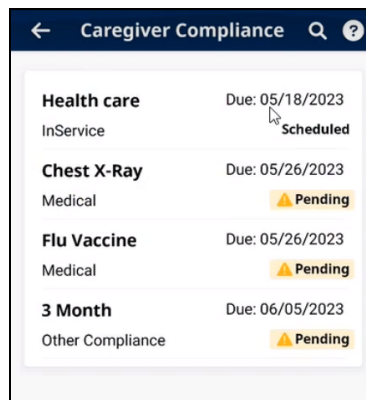 Caregiver Compliance
Health care Due: 05/18/2023
InService Scheduled
Chest X-Ray Due: 05/26/2023
Medical Pending
Flu Vaccine Due: 05/26/2023
Medical Pending
3 Month Due: 06/05/2023
Other Compliance Pending